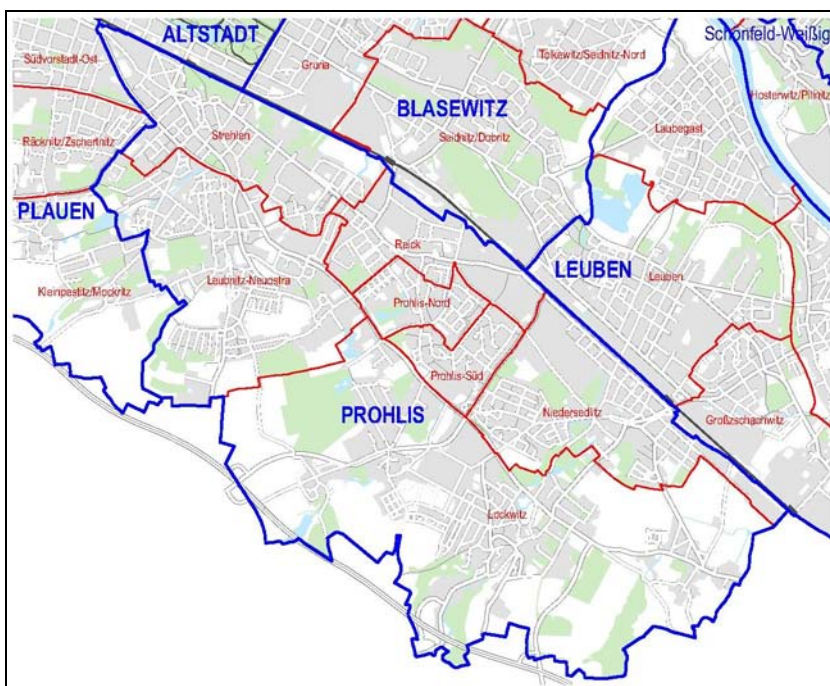 ALTSTADT
Schönfeld-Weißig
Südvorstadt-Ost
Gruna
Tolkewitz/Seidnitz-Nord
Hosterwitz/Pillnitz
BLASEWITZ
Strehlen
Seidnitz/Dobritz
Laubegast
Räcknitz/Zschertnitz
PLAUEN
Reick
LEUBEN
Leuben
Kleinpestitz/Mockritz
Leubnitz-Neuostra
Prohlis-Nord
Prohlis-Süd
PROHLIS
Niedersedlitz
Großzschachwitz
Lockwitz